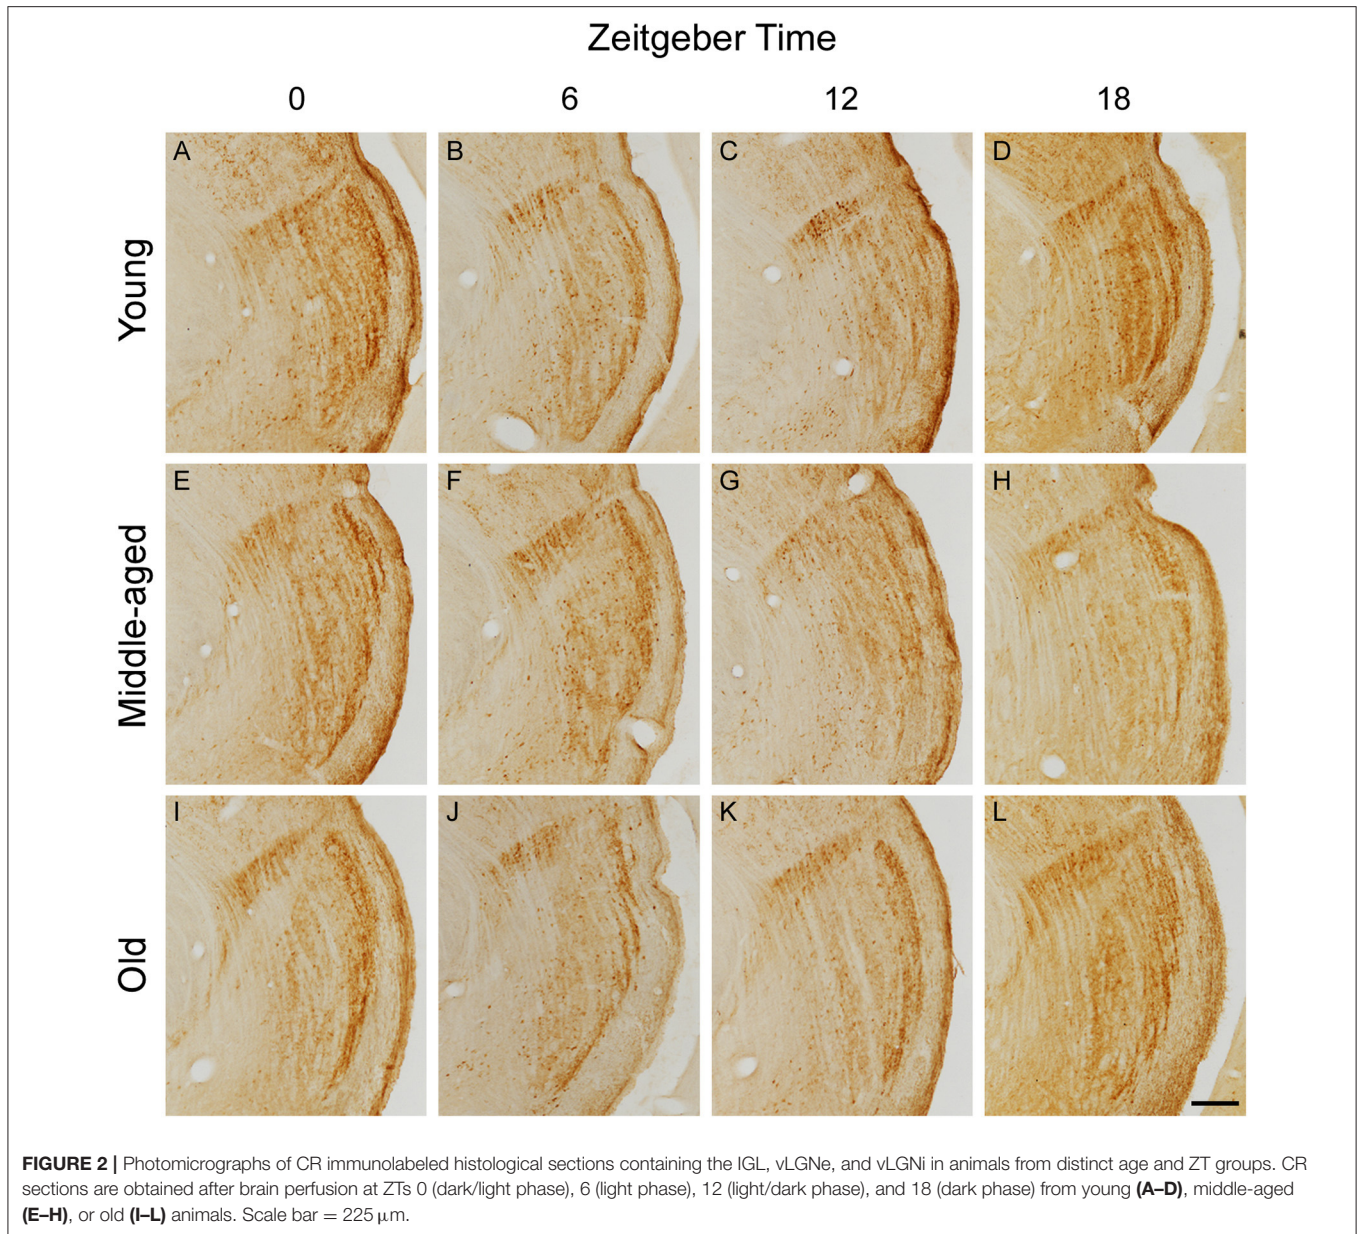 Zeitgeber Time
0 6 12 18
Young
A B C D
Middle-aged
E F G H
Old
I J K L
FIGURE 2 | Photomicrographs of CR immunolabeled histological sections containing the IGL, vLGNe, and vLGNi in animals from distinct age and ZT groups. CR
sections are obtained after brain perfusion at ZTs 0 (dark/light phase), 6 (light phase), 12 (light/dark phase), and 18 (dark phase) from young (A–D), middle-aged
(E–H), or old (I–L) animals. Scale bar = 225 μm.